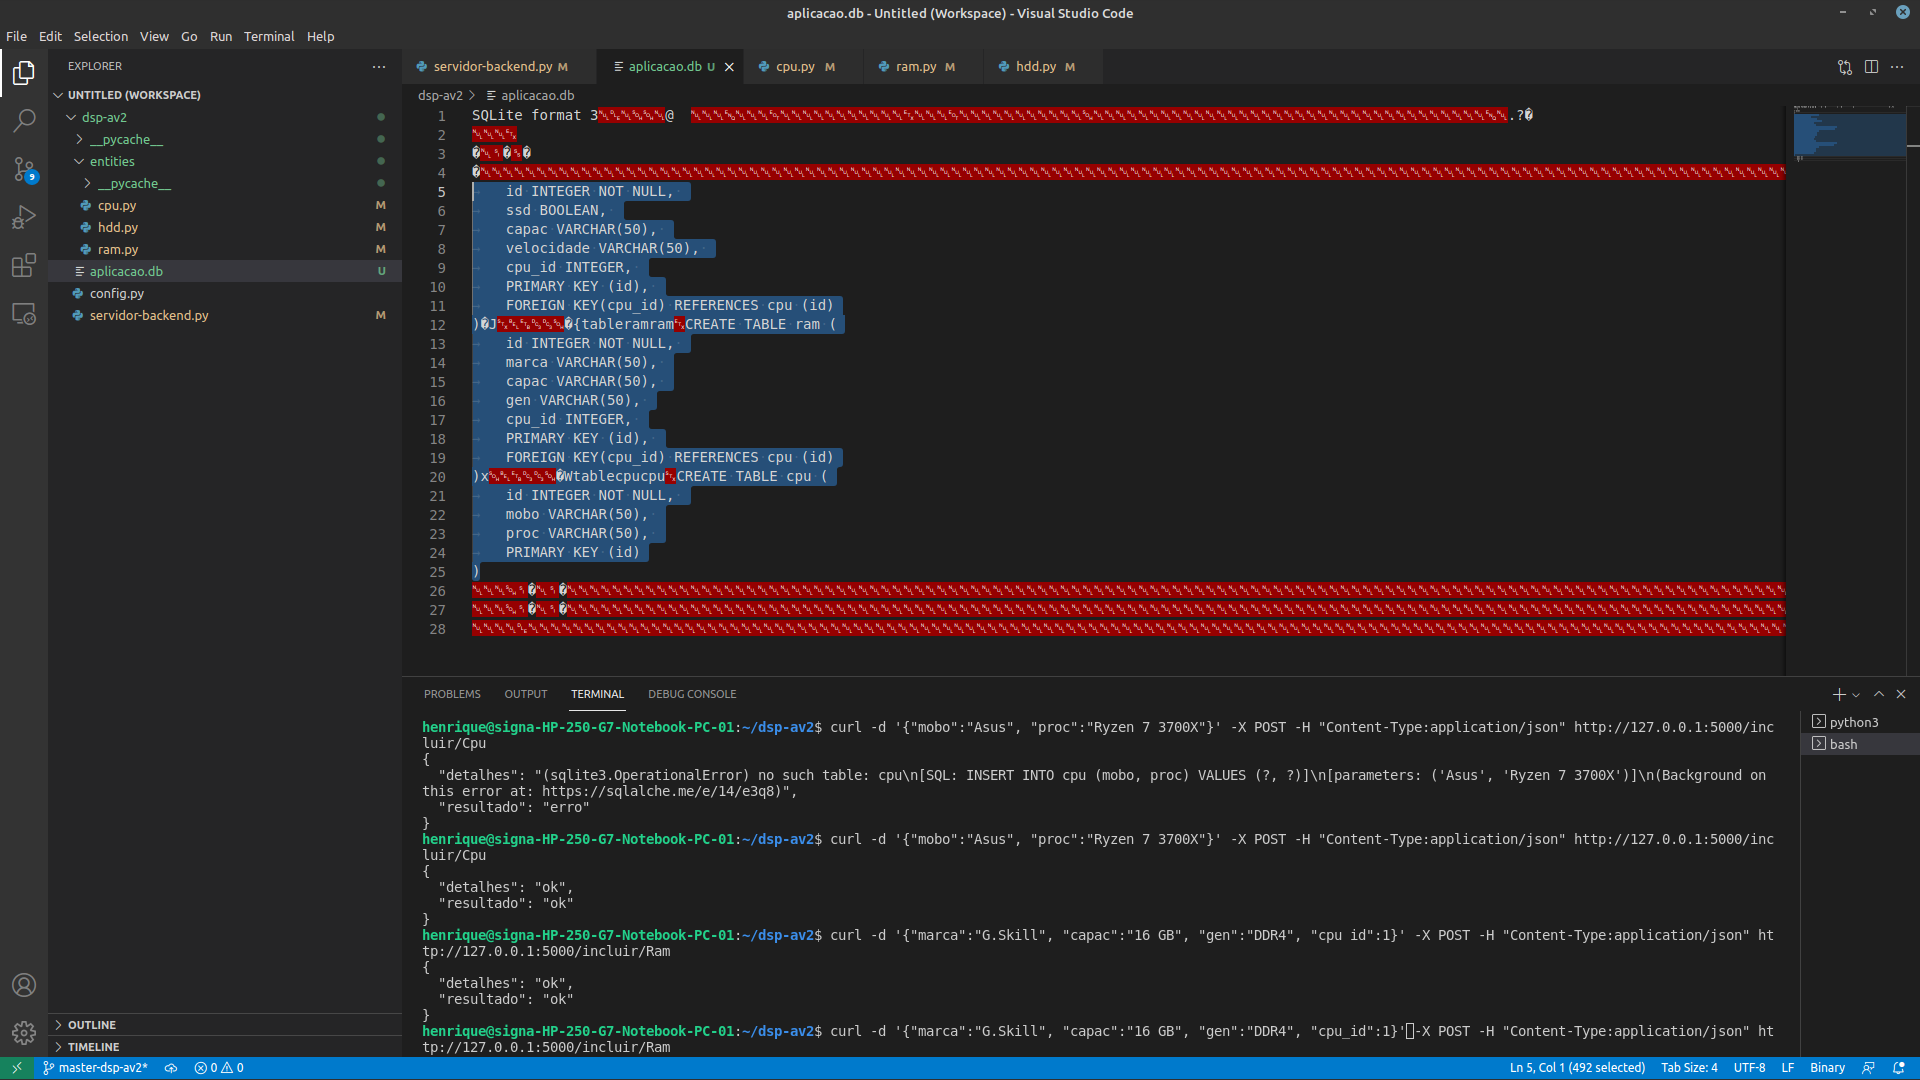 aplicacao.db - Untitled (Workspace) - Visual Studio Code
File Edit Selection View Go Run Terminal Help
EXPLORER
UNTITLED (WORKSPACE)
dsp-av2
__pycache__
entities
__pycache__
cpu.py M
hdd.py M
ram.py M
aplicacao.db U
config.py
servidor-backend.py M
OUTLINE
TIMELINE
9
servidor-backend.py M aplicacao.db U cpu.py M ram.py M hdd.py M
dsp-av2 > aplicacao.db
1 SQLite format 3 @ .?�
2
3 � � �
4 �
5 id INTEGER NOT NULL,
6 ssd BOOLEAN,
7 capac VARCHAR(50),
8 velocidade VARCHAR(50),
9 cpu_id INTEGER,
10 PRIMARY KEY (id),
11 FOREIGN KEY(cpu_id) REFERENCES cpu (id)
12 )�J �{tableramram CREATE TABLE ram (
13 id INTEGER NOT NULL,
14 marca VARCHAR(50),
15 capac VARCHAR(50),
16 gen VARCHAR(50),
17 cpu_id INTEGER,
18 PRIMARY KEY (id),
19 FOREIGN KEY(cpu_id) REFERENCES cpu (id)
20 )x �Wtablecpucpu CREATE TABLE cpu (
21 id INTEGER NOT NULL,
22 mobo VARCHAR(50),
23 proc VARCHAR(50),
24 PRIMARY KEY (id)
25 )
26 � �
27 � �
28
PROBLEMS OUTPUT TERMINAL DEBUG CONSOLE
henrique@signa-HP-250-G7-Notebook-PC-01:~/dsp-av2$ curl -d '{"mobo":"Asus", "proc":"Ryzen 7 3700X"}' -X POST -H "Content-Type:application/json" http://127.0.0.1:5000/inc
luir/Cpu
{
"detalhes": "(sqlite3.OperationalError) no such table: cpu\n[SQL: INSERT INTO cpu (mobo, proc) VALUES (?, ?)]\n[parameters: ('Asus', 'Ryzen 7 3700X')]\n(Background on
this error at: https://sqlalche.me/e/14/e3q8)",
"resultado": "erro"
}
henrique@signa-HP-250-G7-Notebook-PC-01:~/dsp-av2$ curl -d '{"mobo":"Asus", "proc":"Ryzen 7 3700X"}' -X POST -H "Content-Type:application/json" http://127.0.0.1:5000/inc
luir/Cpu
{
"detalhes": "ok",
"resultado": "ok"
}
henrique@signa-HP-250-G7-Notebook-PC-01:~/dsp-av2$ curl -d '{"marca":"G.Skill", "capac":"16 GB", "gen":"DDR4", "cpu id":1}' -X POST -H "Content-Type:application/json" ht
tp://127.0.0.1:5000/incluir/Ram
{
"detalhes": "ok",
"resultado": "ok"
}
henrique@signa-HP-250-G7-Notebook-PC-01:~/dsp-av2$ curl -d '{"marca":"G.Skill", "capac":"16 GB", "gen":"DDR4", "cpu_id":1}' -X POST -H "Content-Type:application/json" ht
tp://127.0.0.1:5000/incluir/Ram
python3
bash
master-dsp-av2* 0 0 Ln 5, Col 1 (492 selected) Tab Size: 4 UTF-8 LF Binary